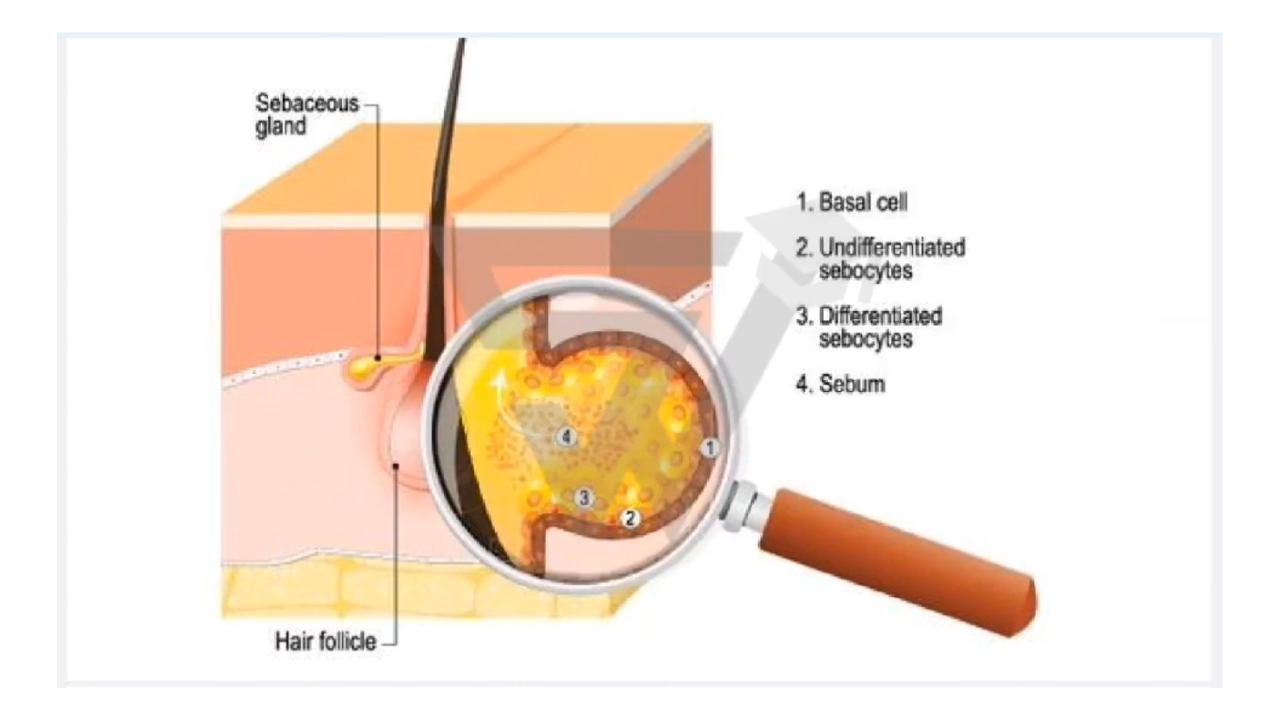 Sebaceous
gland
1. Basal cell
2. Undifferentiated
sebocytes
3. Differentiated
sebocytes
4. Sebum
4
1
3
2
Hair follicle